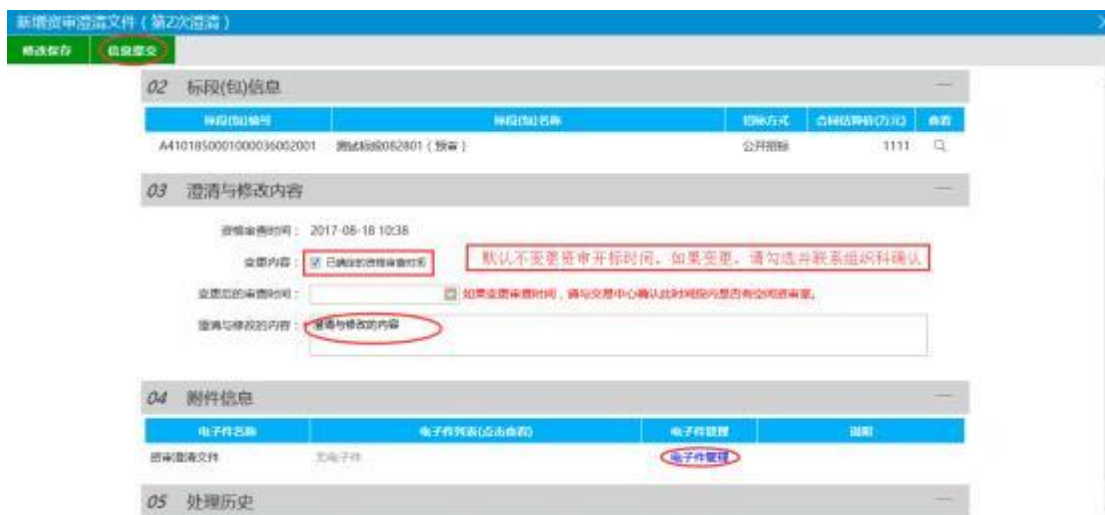 新增资审澄清文件（第2次澄清）
修改保存 信息提交
02 标段(包)信息
标段(包)编号 标段(包)名称 招标方式 合同估算价(万元) 查看
A4101850001000036002001 测试标段082801（预审） 公开招标 1111
03 澄清与修改内容
资格审查时间： 2017-08-18 10:38
变更内容： 已确定的资格审查时间
默认不变更资审开标时间。如果变更，请勾选并联系组织科确认
变更后的审查时间： 如果变更审查时间，请与交易中心确认此时间段内是否有空闲资审室。
澄清与修改的内容： 澄清与修改的内容
04 附件信息
电子件名称 电子件列表(点击查看) 电子件管理 说明
资审澄清文件 无电子件 电子件管理
05 处理历史